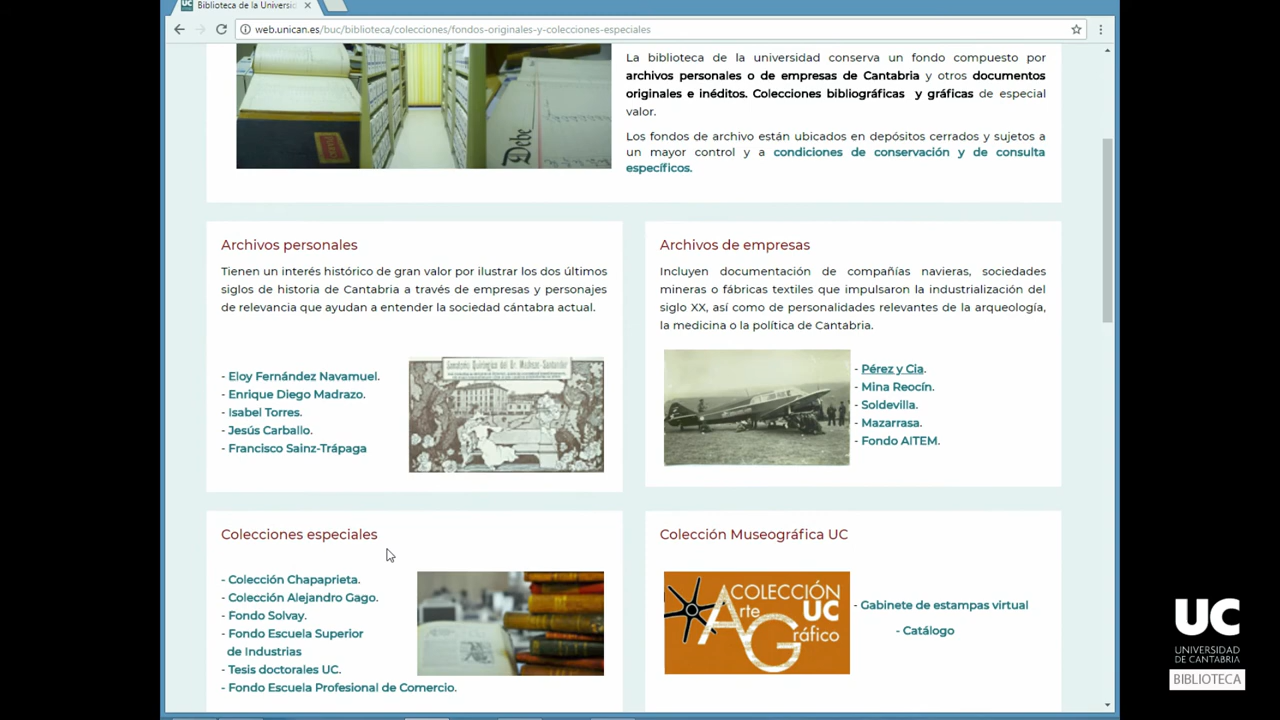 Biblioteca de la Universio
web.unican.es/buc/biblioteca/colecciones/fondos-originales-y-colecciones-especiales
La biblioteca de la universidad conserva un fondo compuesto por
archivos personales o de empresas de Cantabria y otros documentos
originales e inéditos. Colecciones bibliográficas y gráficas de especial
valor.
Los fondos de archivo están ubicados en depósitos cerrados y sujetos a
un mayor control y a condiciones de conservación y de consulta
específicos.
Debe
Archivos personales
Tienen un interés histórico de gran valor por ilustrar los dos últimos
siglos de historia de Cantabria a través de empresas y personajes
de relevancia que ayudan a entender la sociedad cántabra actual.
- Eloy Fernández Navamuel.
- Enrique Diego Madrazo.
- Isabel Torres.
- Jesús Carballo.
- Francisco Sainz-Trápaga
Archivos de empresas
Incluyen documentación de compañías navieras, sociedades
mineras o fábricas textiles que impulsaron la industrialización del
siglo XX, así como de personalidades relevantes de la arqueología,
la medicina o la política de Cantabria.
- Pérez y Cía.
- Mina Reocín.
- Soldevilla.
- Mazarrasa.
- Fondo AITEM.
Colecciones especiales
- Colección Chapaprieta.
- Colección Alejandro Gago.
- Fondo Solvay.
- Fondo Escuela Superior
de Industrias
- Tesis doctorales UC.
- Fondo Escuela Profesional de Comercio.
Colección Museográfica UC
COLECCIÓN
Arte UC
Gráfico
- Gabinete de estampas virtual
- Catálogo
UC
UNIVERSIDAD
DE CANTABRIA
BIBLIOTECA